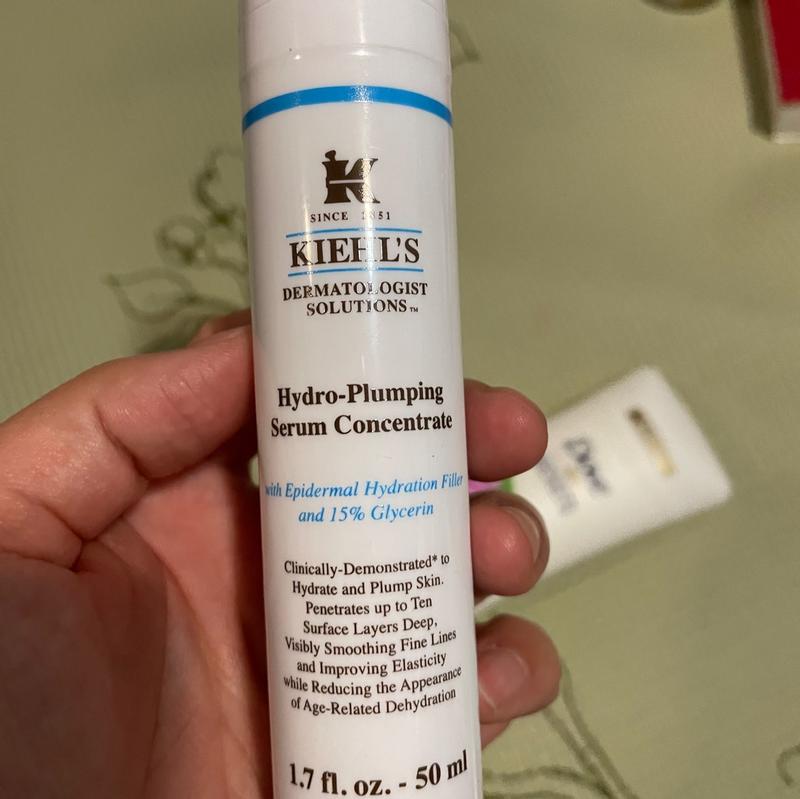 K
SINCE 1851
KIEHL'S
DERMATOLOGIST
SOLUTIONS™
Hydro-Plumping
Serum Concentrate
with Epidermal Hydration Filler
and 15% Glycerin
Clinically-Demonstrated* to
Hydrate and Plump Skin.
Penetrates up to Ten
Surface Layers Deep,
Visibly Smoothing Fine Lines
and Improving Elasticity
while Reducing the Appearance
of Age-Related Dehydration
1.7 fl. oz. - 50 ml
Dove